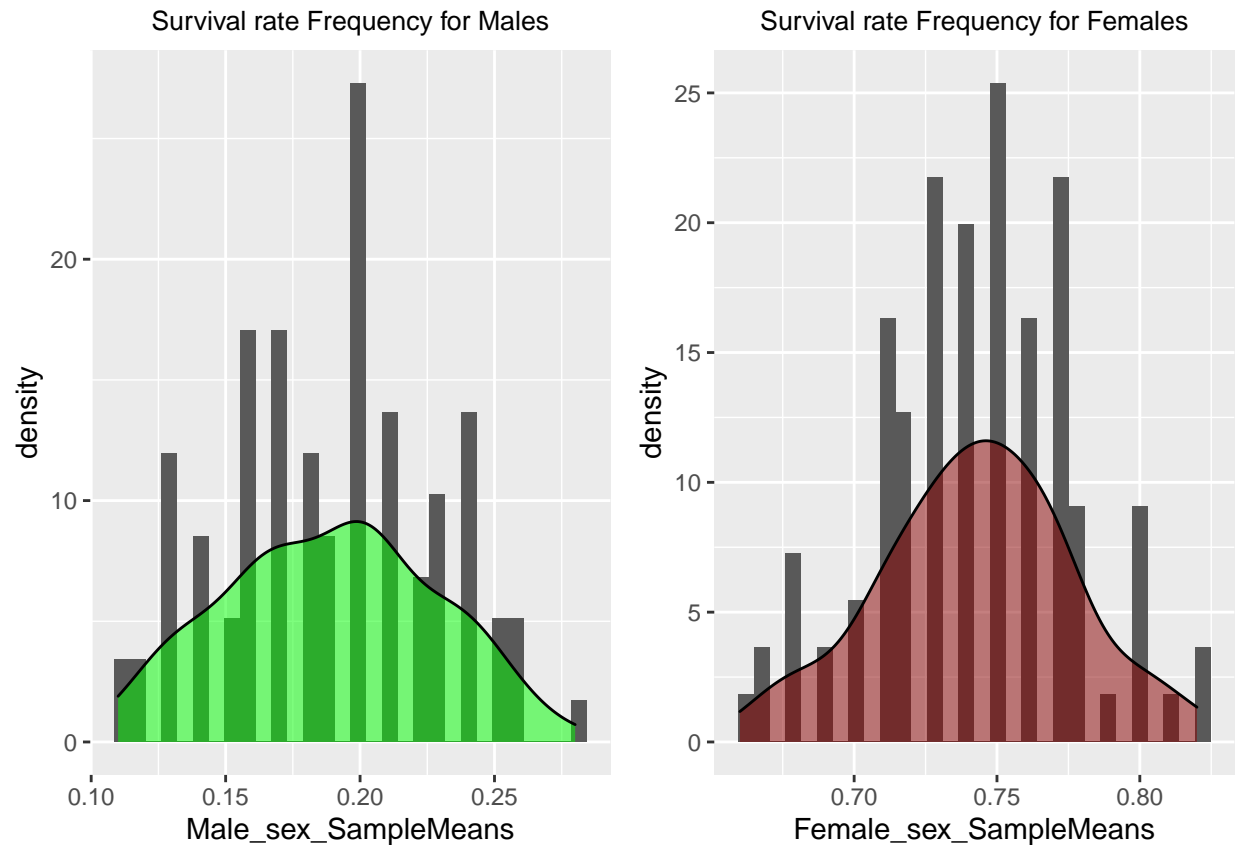 Survival rate Frequency for Males
20
10
0
density
0.10 0.15 0.20 0.25
Male_sex_SampleMeans
Survival rate Frequency for Females
25
20
15
10
5
0
density
0.70 0.75 0.80
Female_sex_SampleMeans